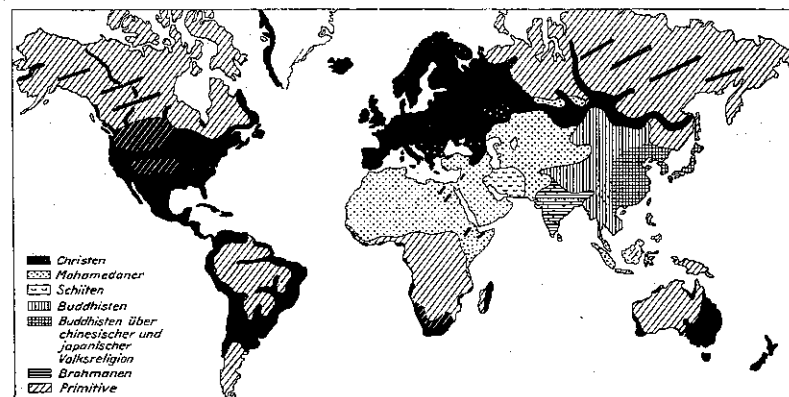 Christen
Mohamedaner
Schiiten
Buddhisten
Buddhisten über
chinesischer und
japanischer
Volksreligion
Brahmanen
Primitive